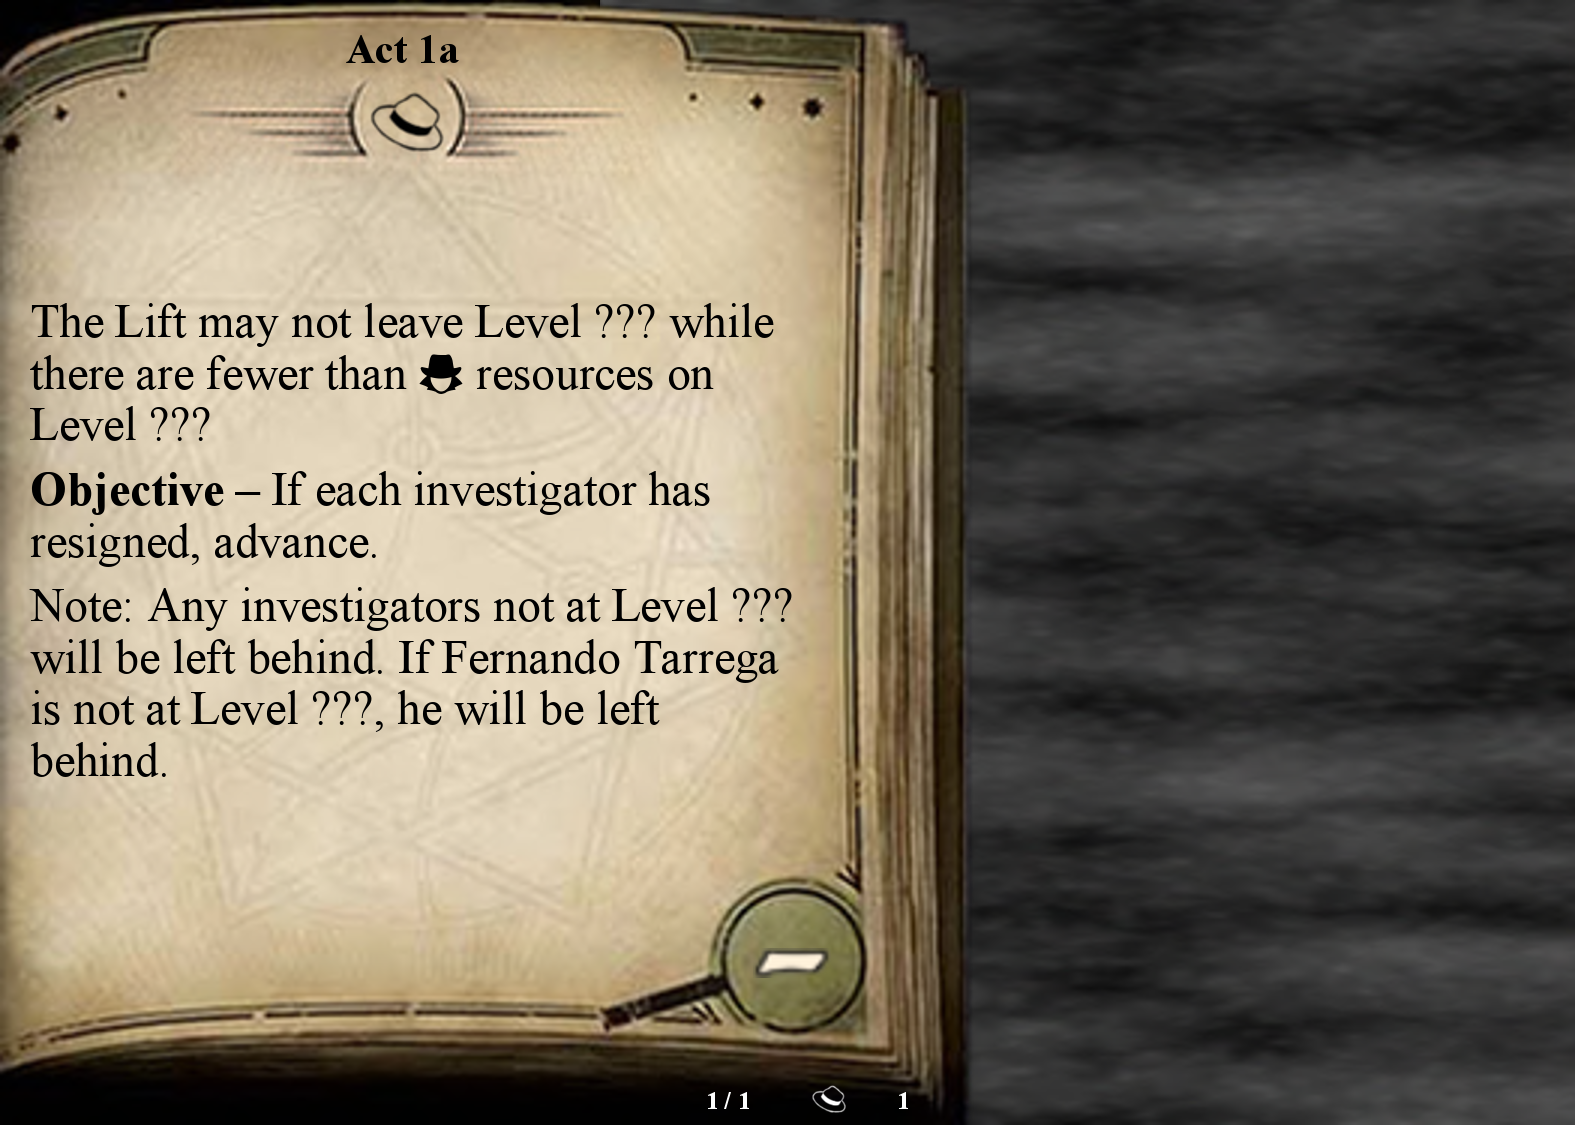 Act 1a
The Lift may not leave Level ??? while
there are fewer than resources on
Level ???
Objective – If each investigator has
resigned, advance.
Note: Any investigators not at Level ???
will be left behind. If Fernando Tarrega
is not at Level ???, he will be left
behind.
–
1 / 1 1